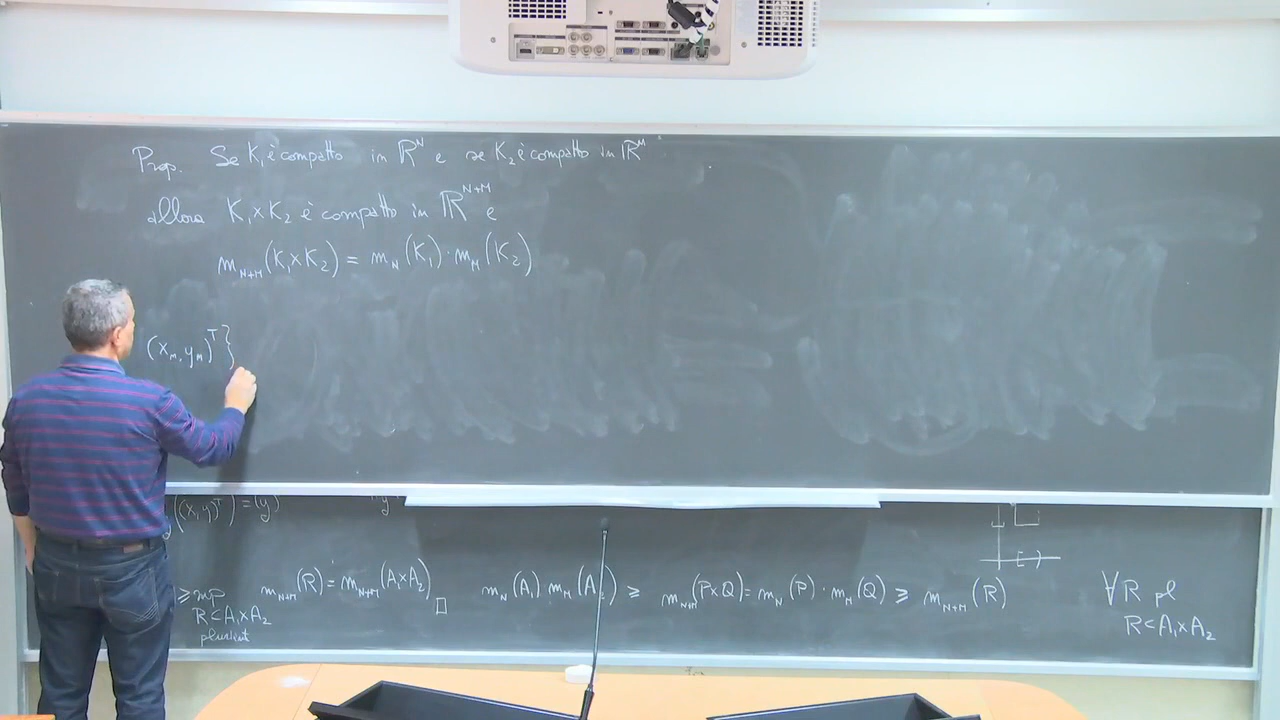 Prop. Se K₁ è compatto in ℝᴺ e se K₂ è compatto in ℝᴹ
allora K₁×K₂ è compatto in ℝᴺ⁺ᴹ e
m_{N+M}(K₁×K₂) = m_N(K₁)·m_M(K₂)
(x_n, y_n)ᵀ}
((x, y)ᵀ) = (y)
y
≥ sup m_{N+M}(R) = m_{N+M}(A₁×A₂) □
R⊂A₁×A₂
plurint
m_N(A₁) m_M(A₂) ≥ m_{N+M}(P×Q) = m_N(P)·m_M(Q) ≥ m_{N+M}(R)
∀R pl
R⊂A₁×A₂